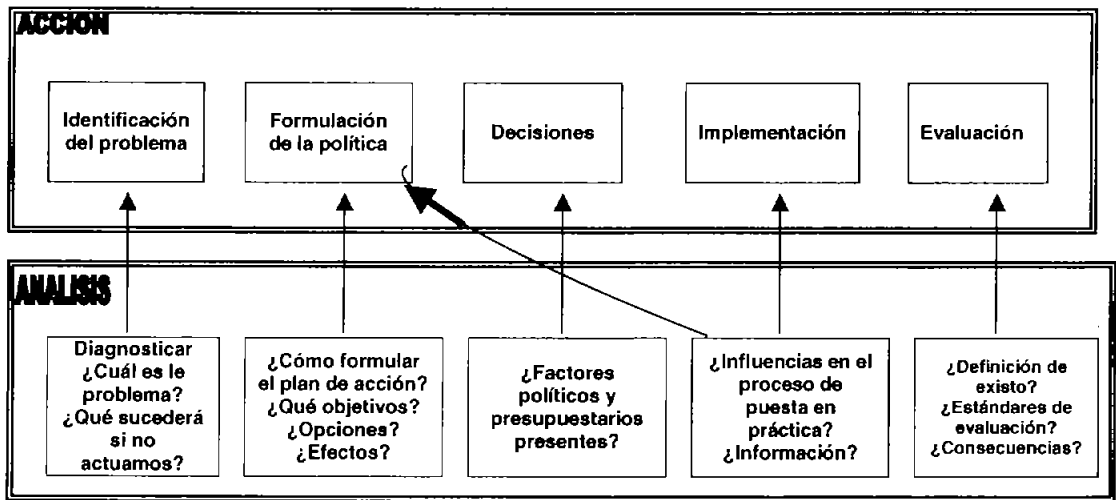 ACCION
Identificación
del problema
Formulación
de la política
Decisiones
Implementación
Evaluación
ANALISIS
Diagnosticar
¿Cuál es le
problema?
¿Qué sucederá
si no
actuamos?
¿Cómo formular
el plan de acción?
¿Qué objetivos?
¿Opciones?
¿Efectos?
¿Factores
políticos y
presupuestarios
presentes?
¿Influencias en el
proceso de
puesta en
práctica?
¿Información?
¿Definición de
existo?
¿Estándares de
evaluación?
¿Consecuencias?